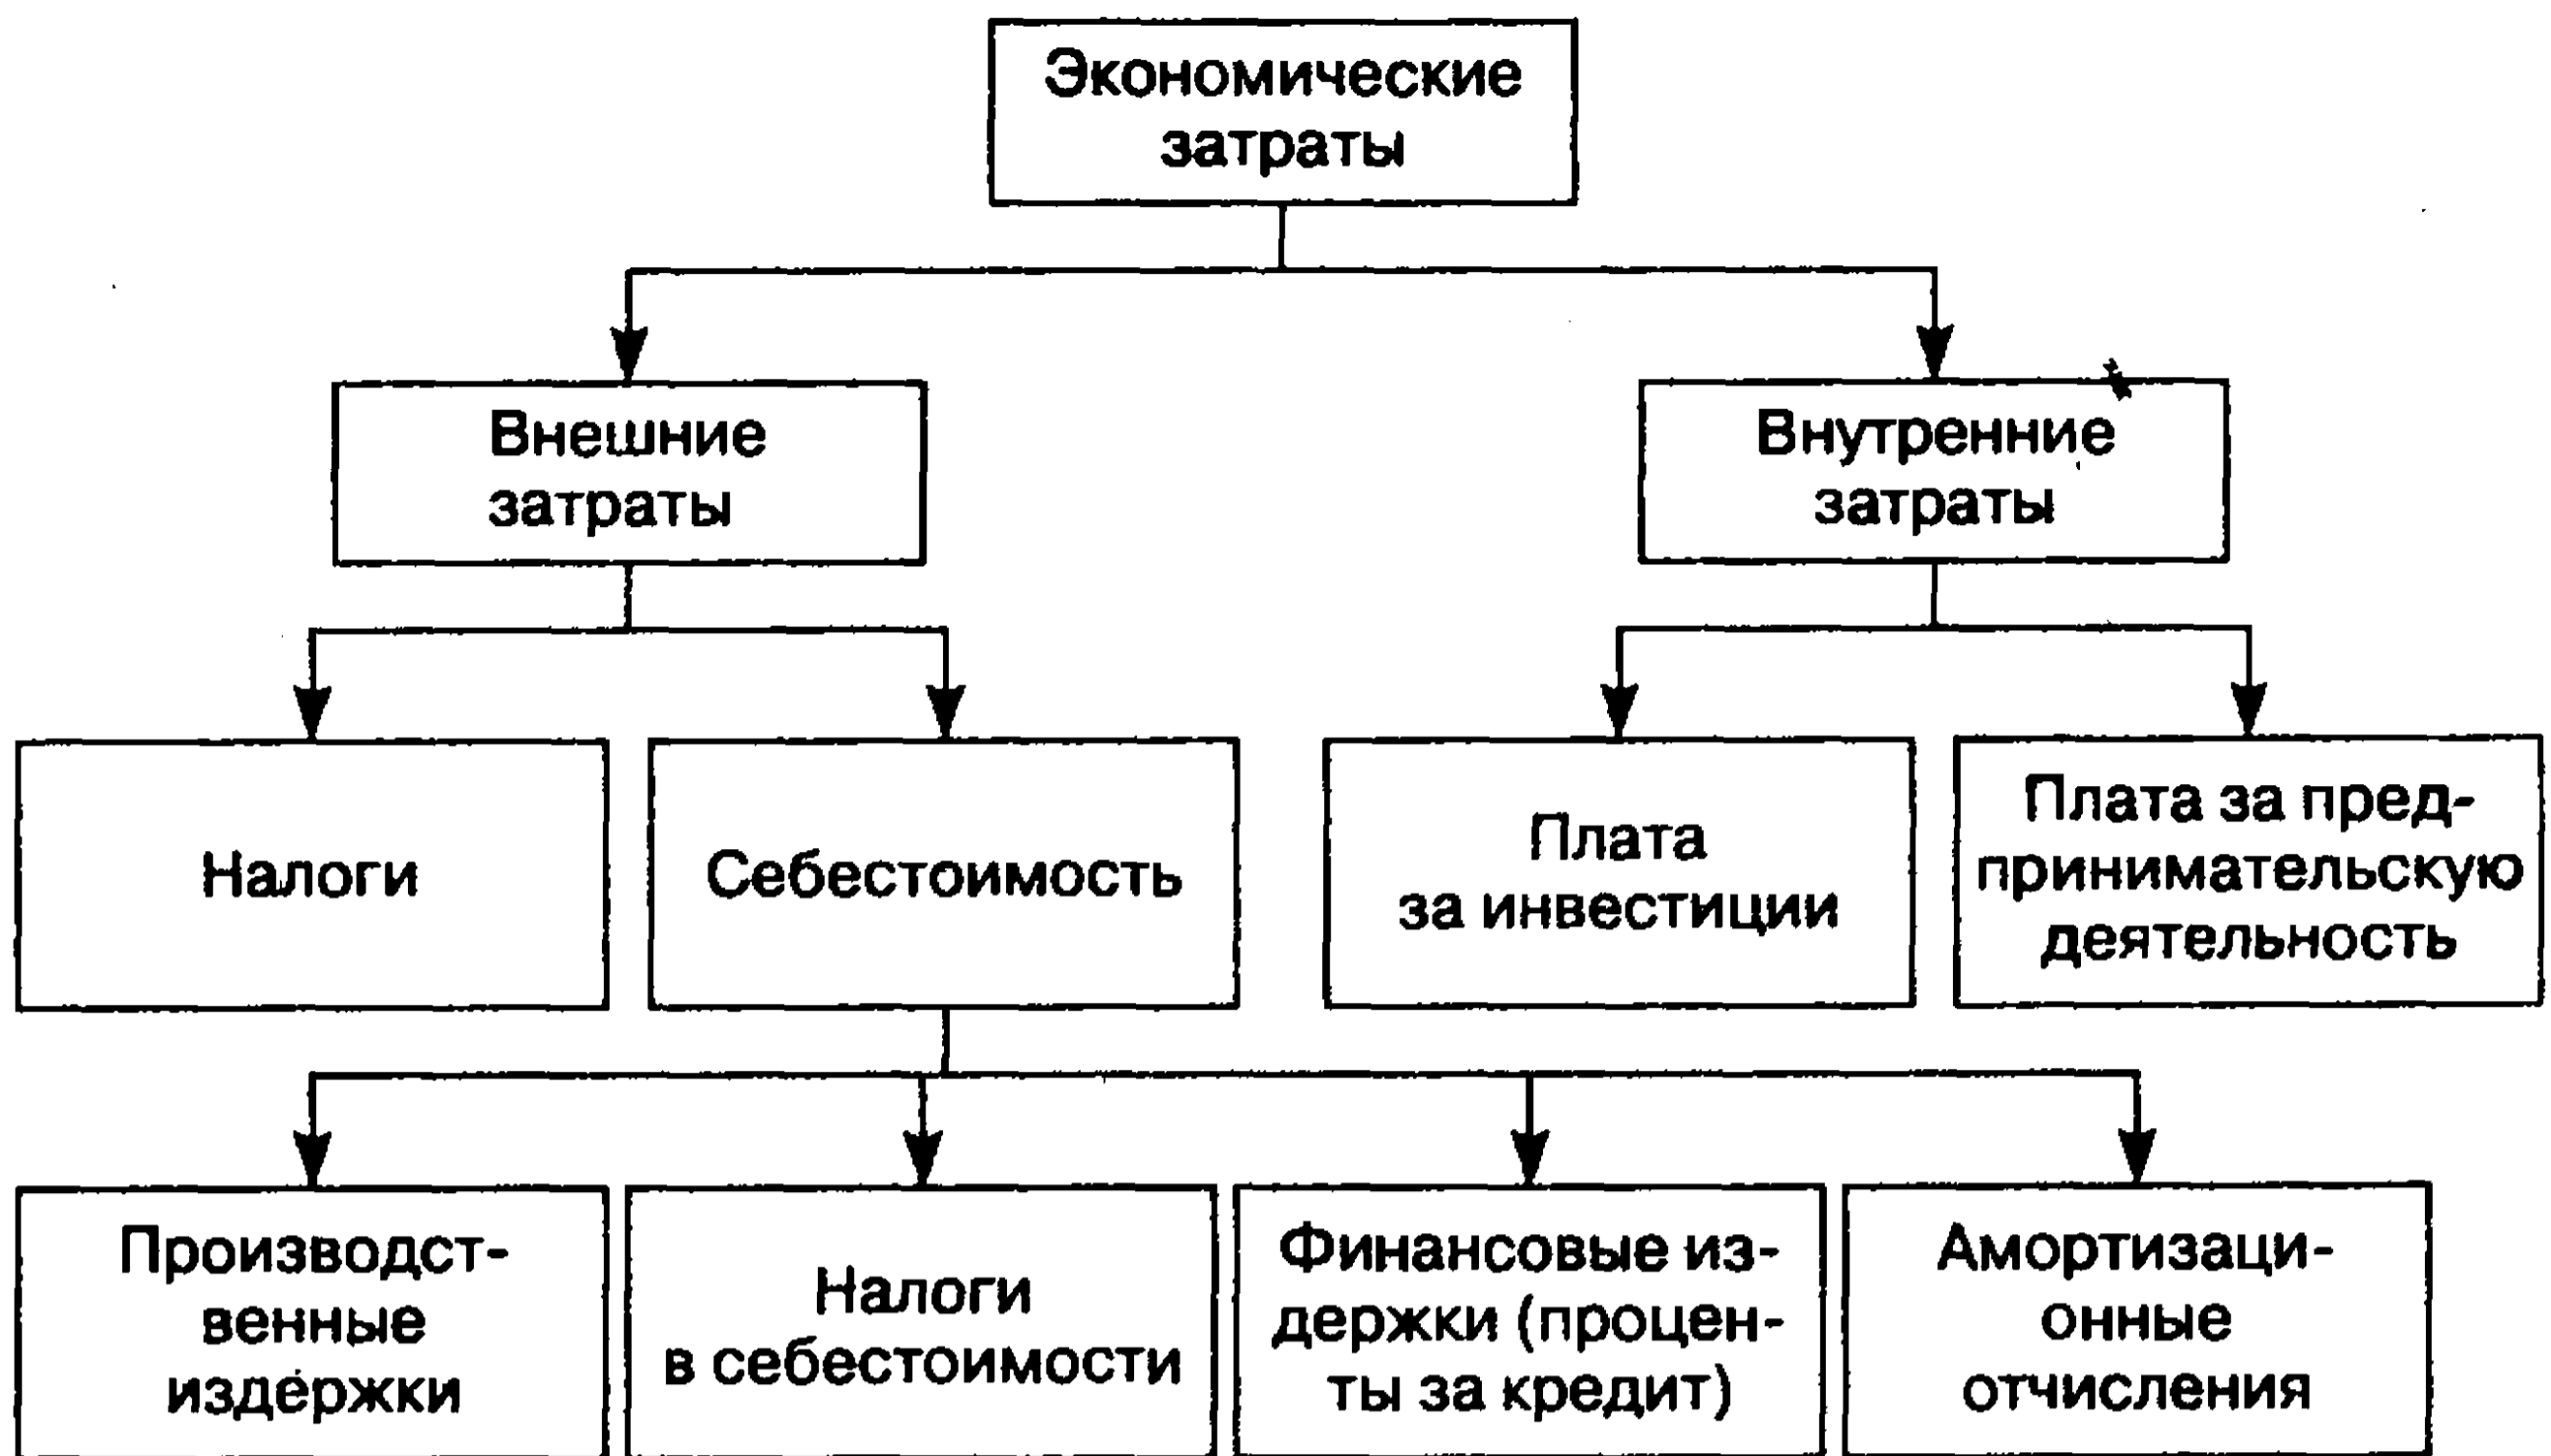 Экономические
затраты
Внешние
затраты
Внутренние
затраты
Налоги
Себестоимость
Плата
за инвестиции
Плата за пред-
принимательскую
деятельность
Производст-
венные
издержки
Налоги
в себестоимости
Финансовые из-
держки (процен-
ты за кредит)
Амортизаци-
онные
отчисления